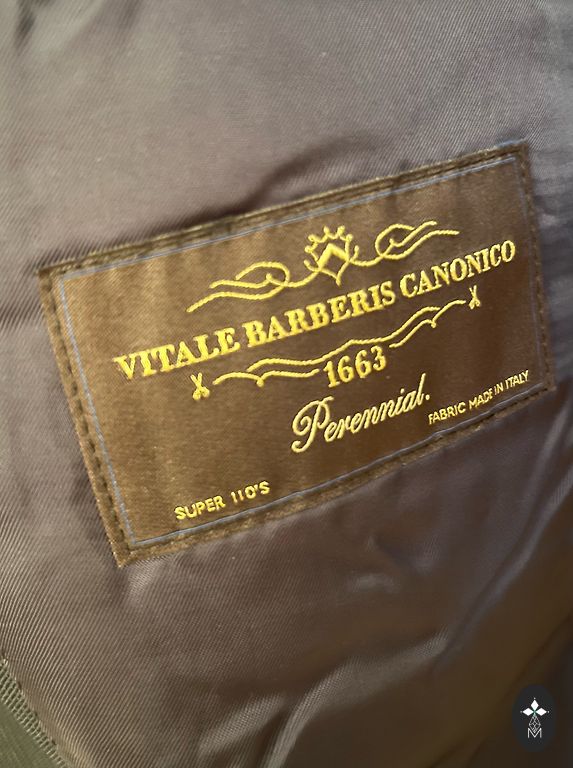 VITALE BARBERIS CANONICO
1663
Perennial.
FABRIC MADE IN ITALY
SUPER 110'S
M